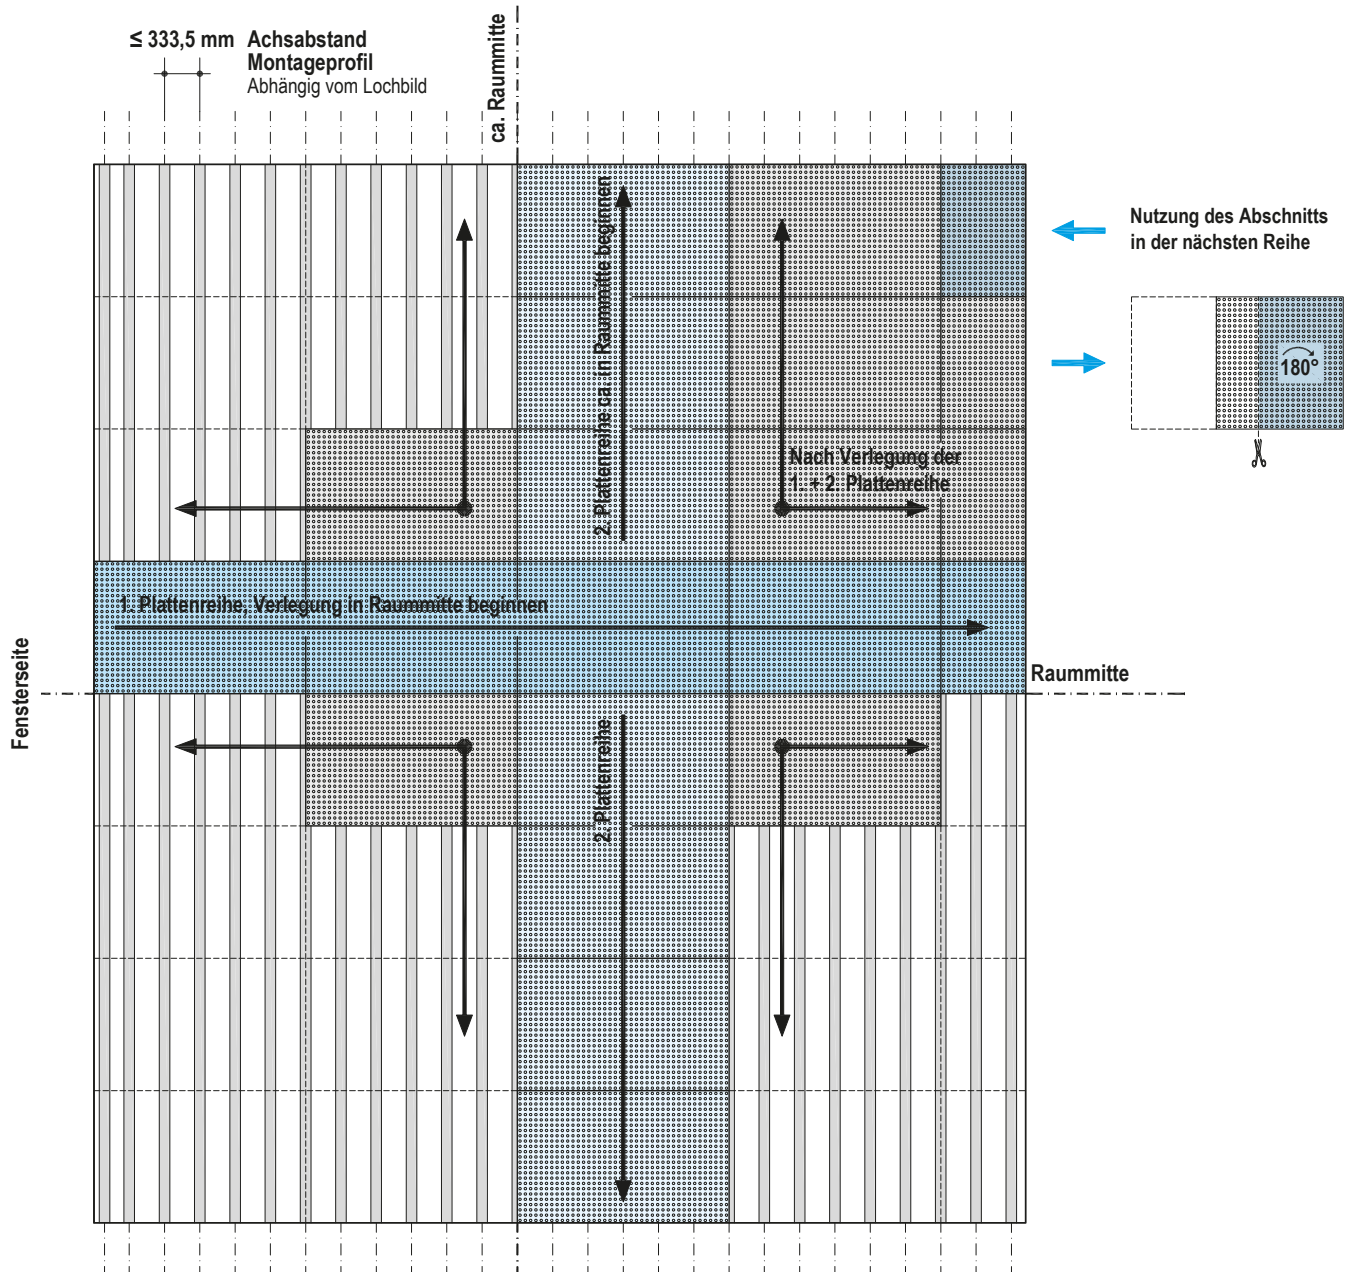 ≤ 333,5 mm Achsabstand
Montageprofil
Abhängig vom Lochbild
ca. Raummitte
Nutzung des Abschnitts
in der nächsten Reihe
180°
2. Plattenreihe ca. in Raummitte beginnen
Nach Verlegung der
1. + 2. Plattenreihe
1. Plattenreihe, Verlegung in Raummitte beginnen
Fensterseite
Raummitte
2. Plattenreihe